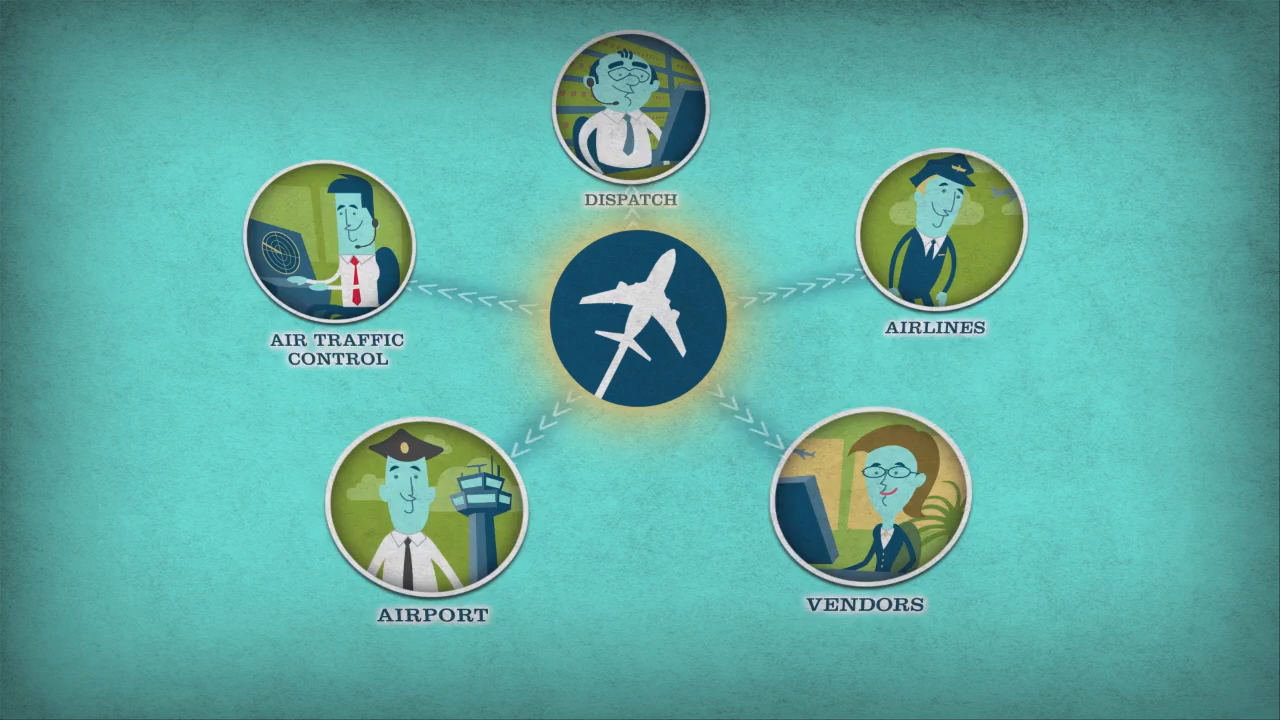 DISPATCH
AIR TRAFFIC
CONTROL
AIRLINES
AIRPORT
VENDORS